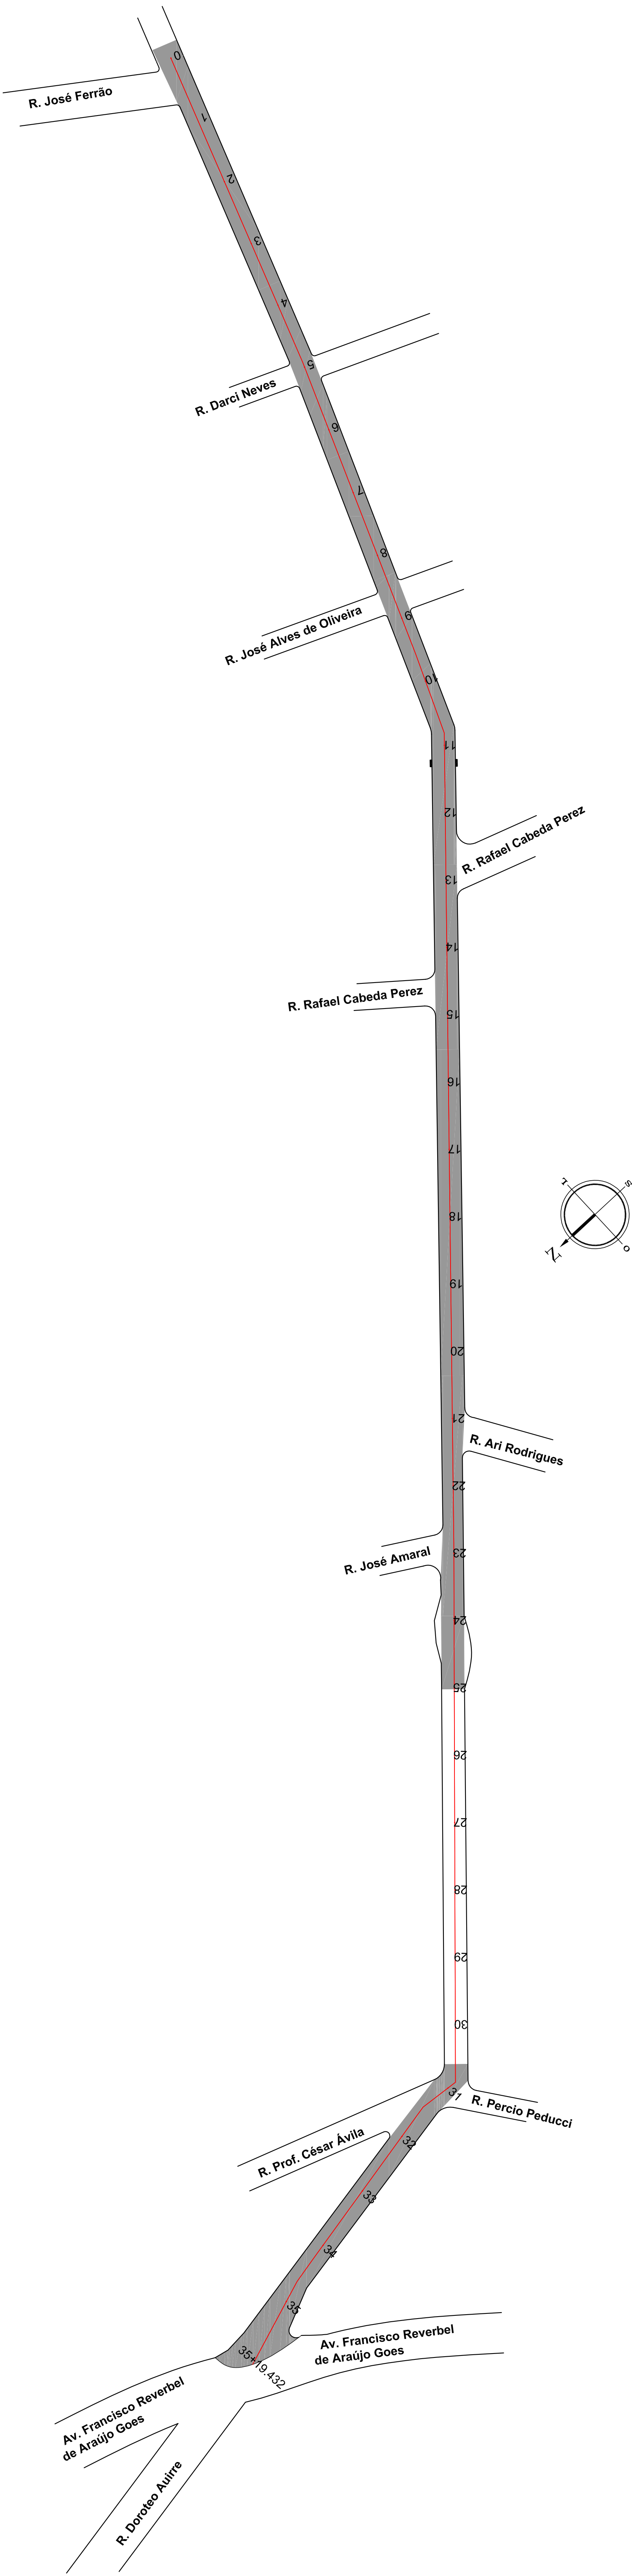 0
R. José Ferrão
1
2
3
4
5
R. Darci Neves
6
7
8
9
R. José Alves de Oliveira
10
11
12
R. Rafael Cabeda Perez
13
14
R. Rafael Cabeda Perez
15
16
17
L
S
18
N
O
19
20
21
R. Ari Rodrigues
22
23
R. José Amaral
24
25
26
27
28
29
30
31
R. Percio Peducci
R. Prof. César Ávila
32
33
34
35
Av. Francisco Reverbel
de Araújo Goes
35+19.432
Av. Francisco Reverbel
de Araújo Goes
R. Doroteo Auirre